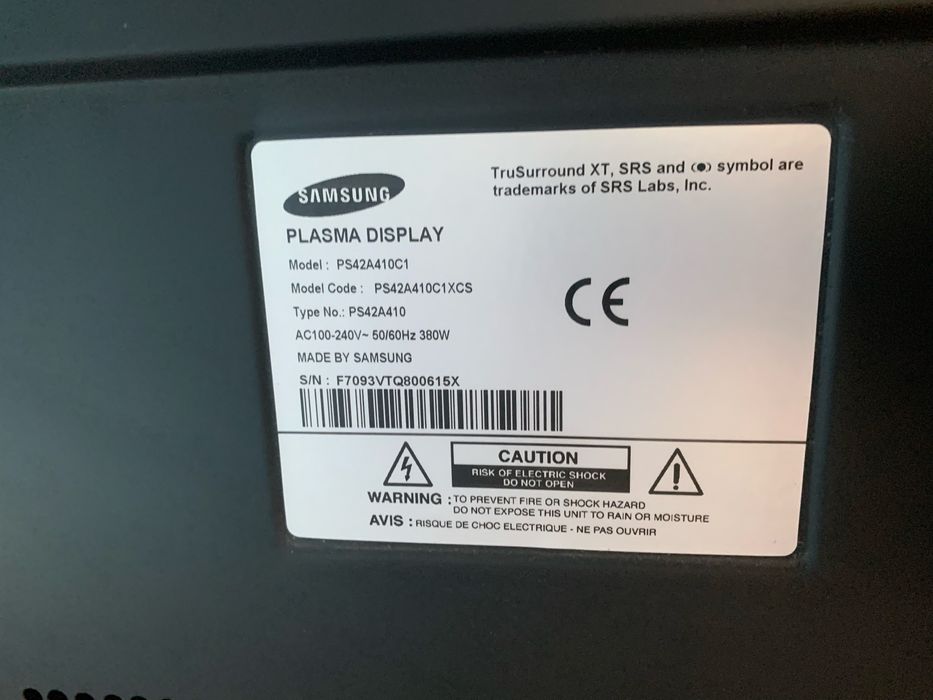 SAMSUNG
TruSurround XT, SRS and (●) symbol are
trademarks of SRS Labs, Inc.
PLASMA DISPLAY
Model : PS42A410C1
Model Code : PS42A410C1XCS
Type No.: PS42A410
AC100-240V~ 50/60Hz 380W
MADE BY SAMSUNG
S/N : F7093VTQ800615X
CE
CAUTION
RISK OF ELECTRIC SHOCK
DO NOT OPEN
WARNING : TO PREVENT FIRE OR SHOCK HAZARD
DO NOT EXPOSE THIS UNIT TO RAIN OR MOISTURE
AVIS : RISQUE DE CHOC ELECTRIQUE - NE PAS OUVRIR